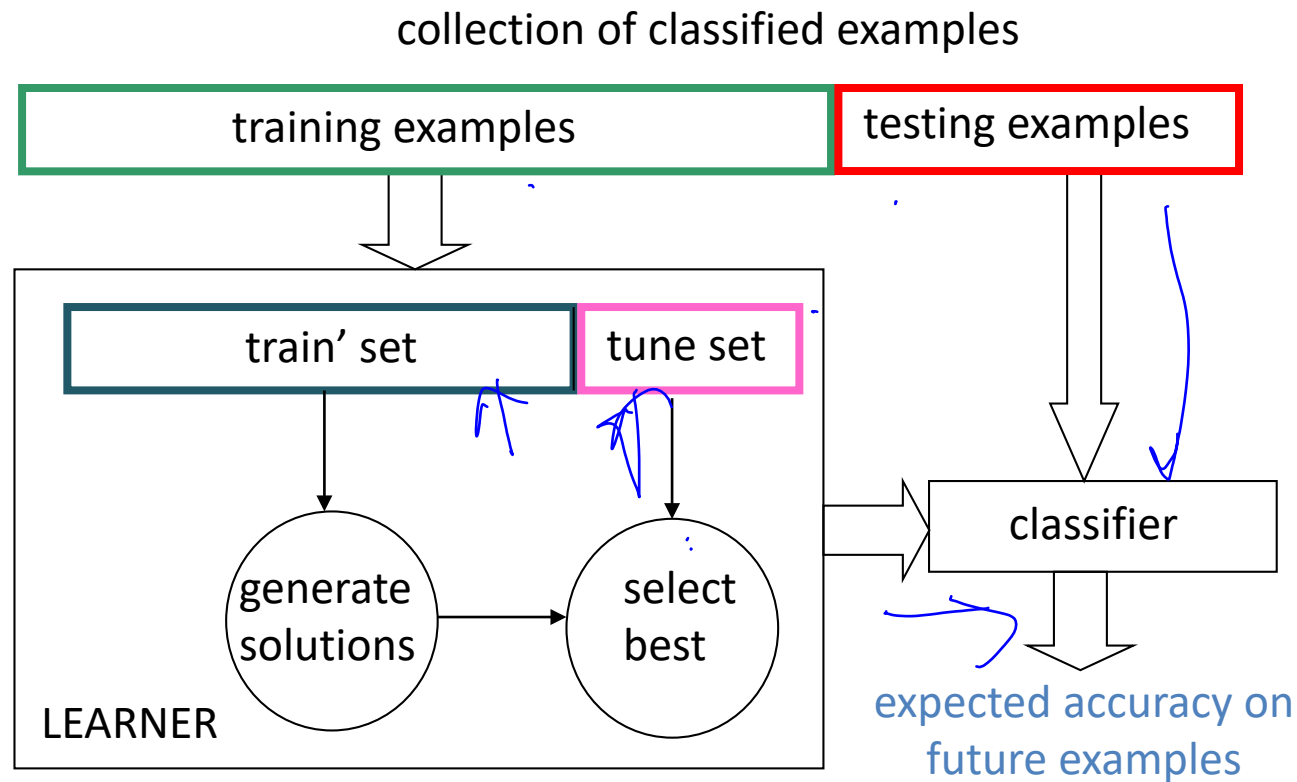 collection of classified examples
training examples
testing examples
train’ set
tune set
generate
solutions
select
best
classifier
LEARNER
expected accuracy on
future examples